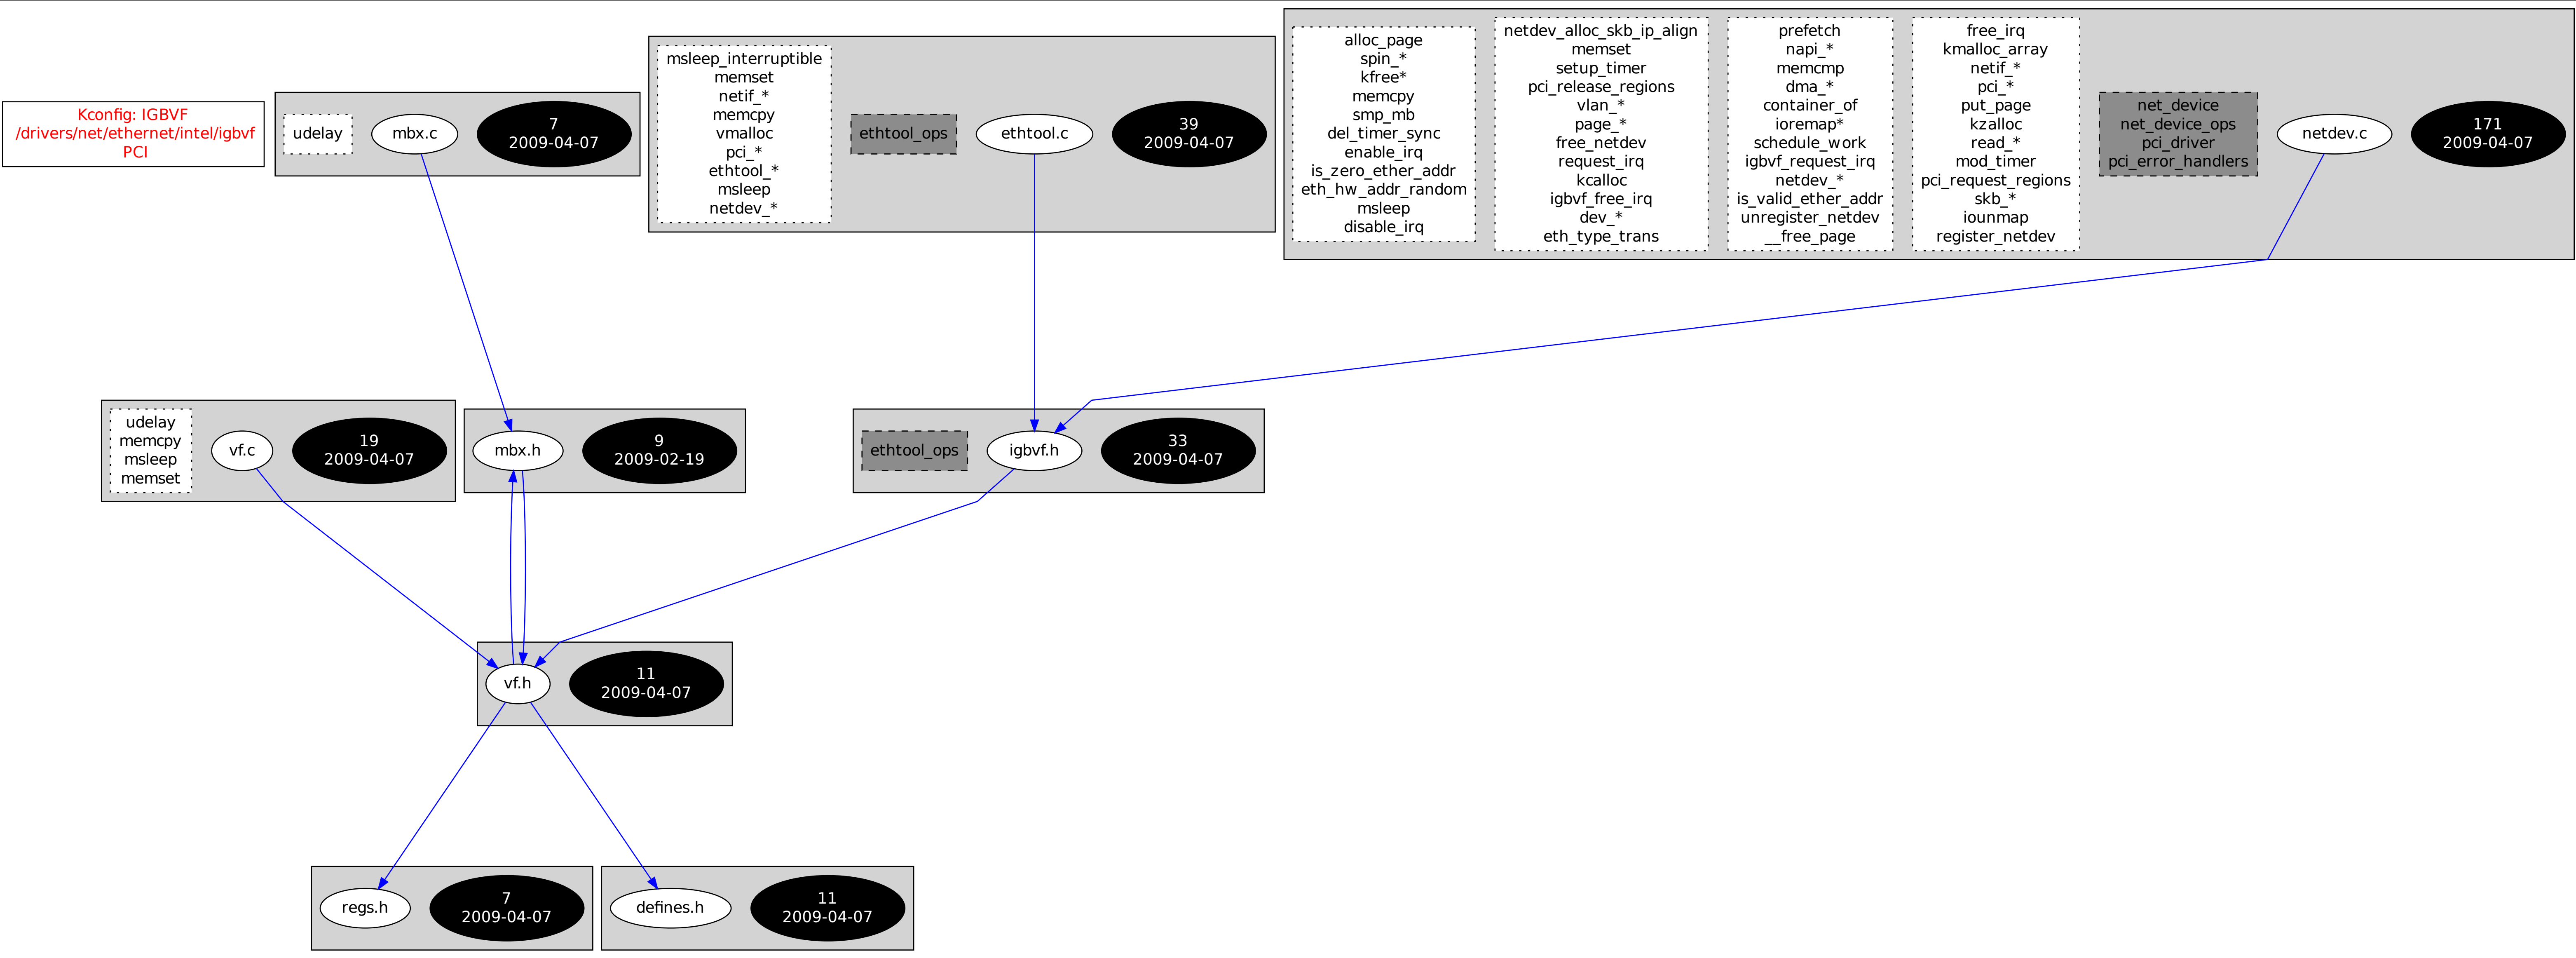 Kconfig: IGBVF
/drivers/net/ethernet/intel/igbvf
PCI
udelay
mbx.c
7
2009-04-07
msleep_interruptible
memset
netif_*
memcpy
vmalloc
pci_*
ethtool_*
msleep
netdev_*
ethtool_ops
ethtool.c
39
2009-04-07
alloc_page
spin_*
kfree*
memcpy
smp_mb
del_timer_sync
enable_irq
is_zero_ether_addr
eth_hw_addr_random
msleep
disable_irq
netdev_alloc_skb_ip_align
memset
setup_timer
pci_release_regions
vlan_*
page_*
free_netdev
request_irq
kcalloc
igbvf_free_irq
dev_*
eth_type_trans
prefetch
napi_*
memcmp
dma_*
container_of
ioremap*
schedule_work
igbvf_request_irq
netdev_*
is_valid_ether_addr
unregister_netdev
__free_page
free_irq
kmalloc_array
netif_*
pci_*
put_page
kzalloc
read_*
mod_timer
pci_request_regions
skb_*
iounmap
register_netdev
net_device
net_device_ops
pci_driver
pci_error_handlers
netdev.c
171
2009-04-07
udelay
memcpy
msleep
memset
vf.c
19
2009-04-07
mbx.h
9
2009-02-19
ethtool_ops
igbvf.h
33
2009-04-07
vf.h
11
2009-04-07
regs.h
7
2009-04-07
defines.h
11
2009-04-07